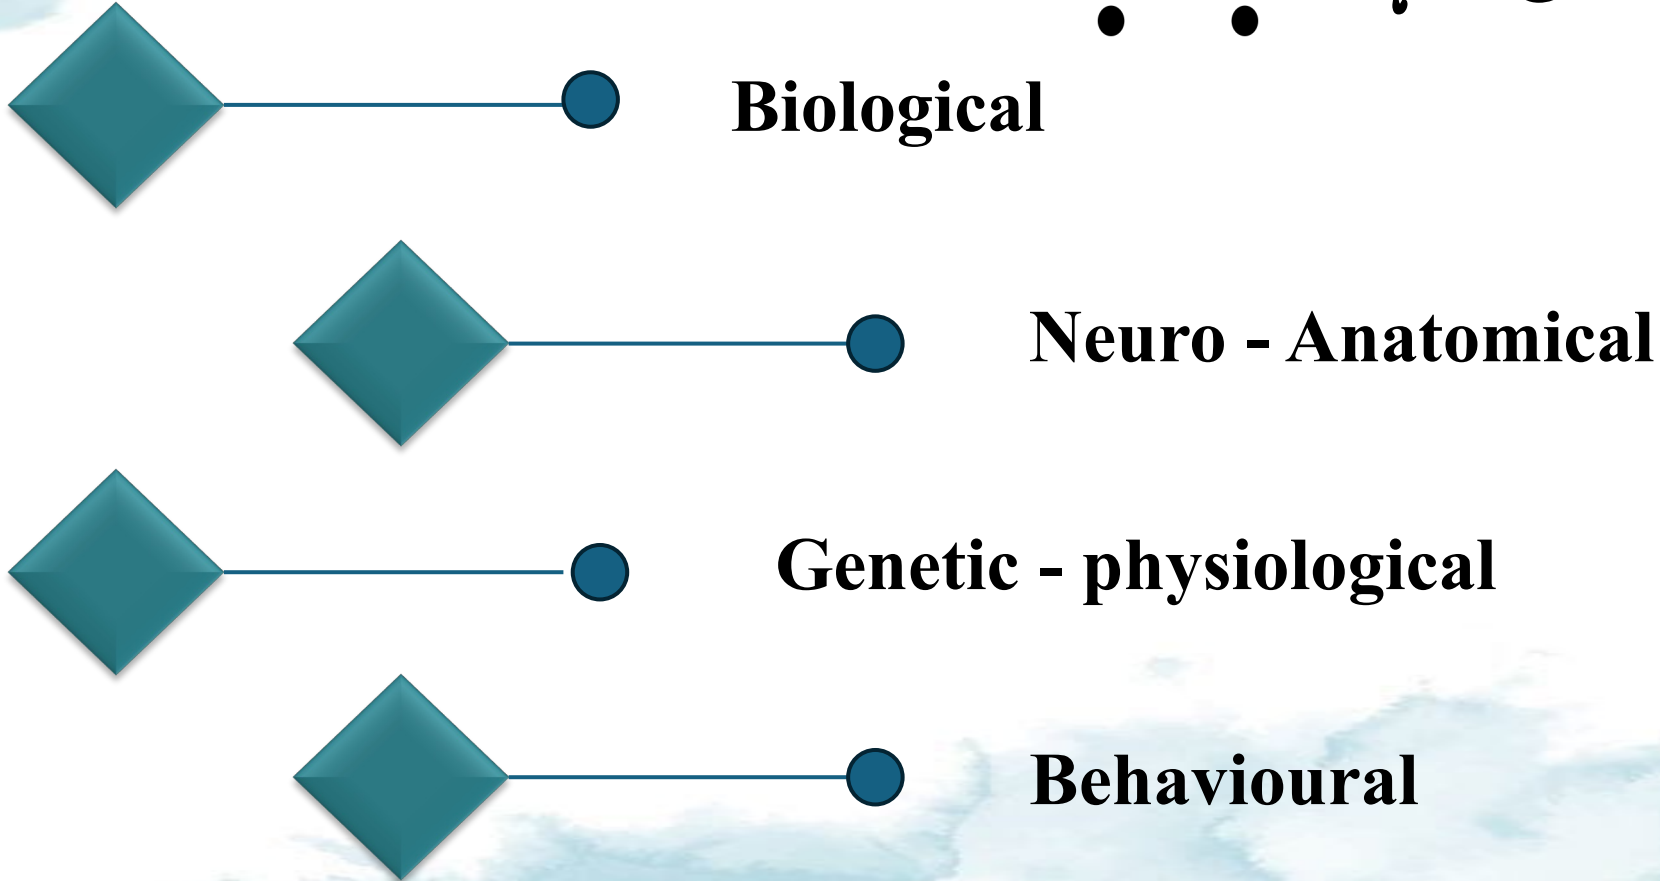 Biological
Neuro - Anatomical
Genetic - physiological
Behavioural